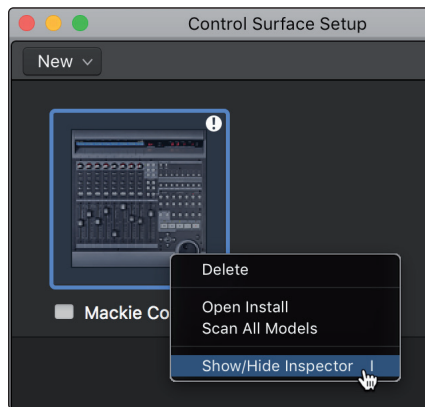 Control Surface Setup
New
!
Delete
Open Install
Mackie Co
Scan All Models
Show/Hide Inspector I